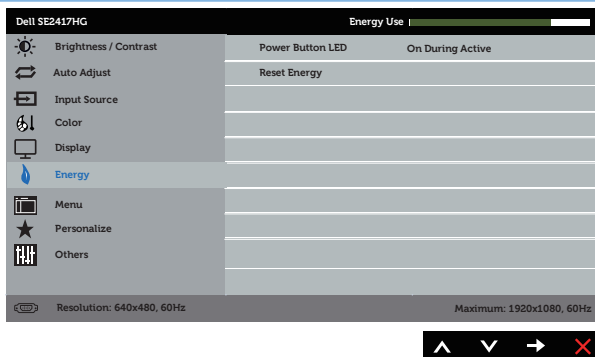 Dell SE2417HG Energy Use
Brightness / Contrast Power Button LED On During Active
Auto Adjust Reset Energy
Input Source
Color
Display
Energy
Menu
Personalize
Others
Resolution: 640x480, 60Hz Maximum: 1920x1080, 60Hz